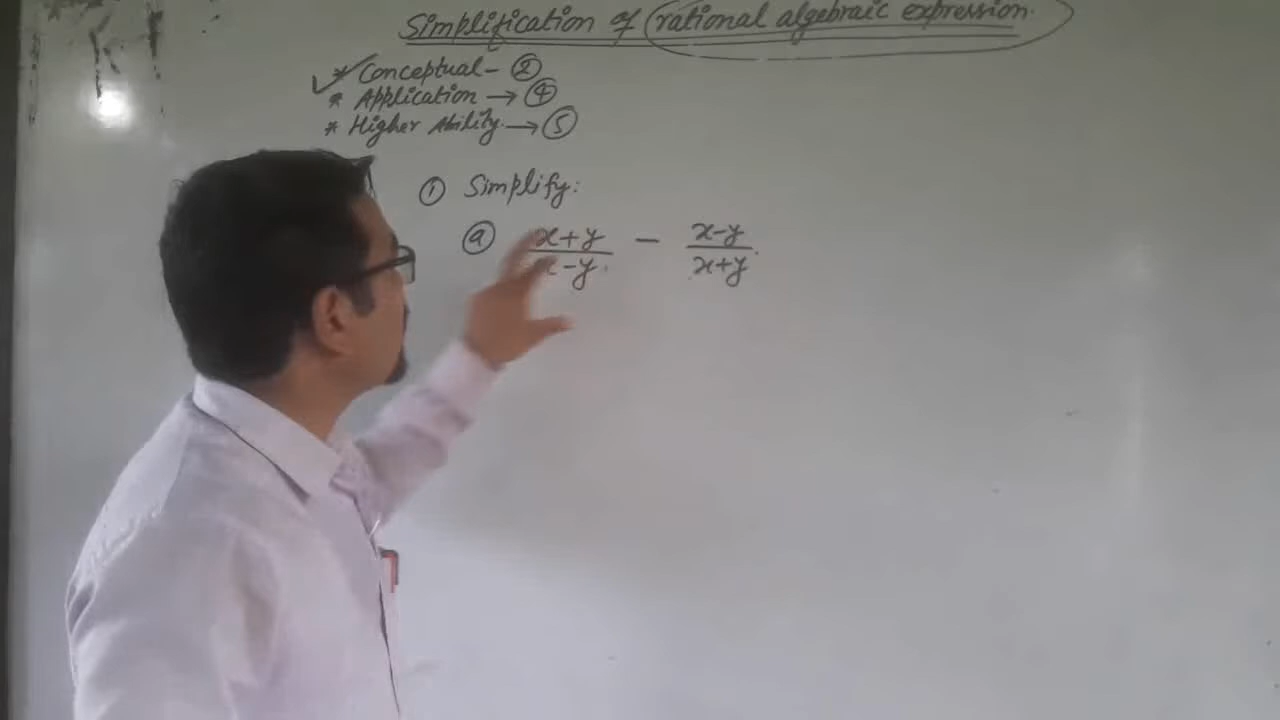 Simplification of rational algebraic expression.
* Conceptual - ②
* Application → ④
* Higher Ability. → ⑤
① Simplify:
ⓐ x+y / x-y - x-y / x+y